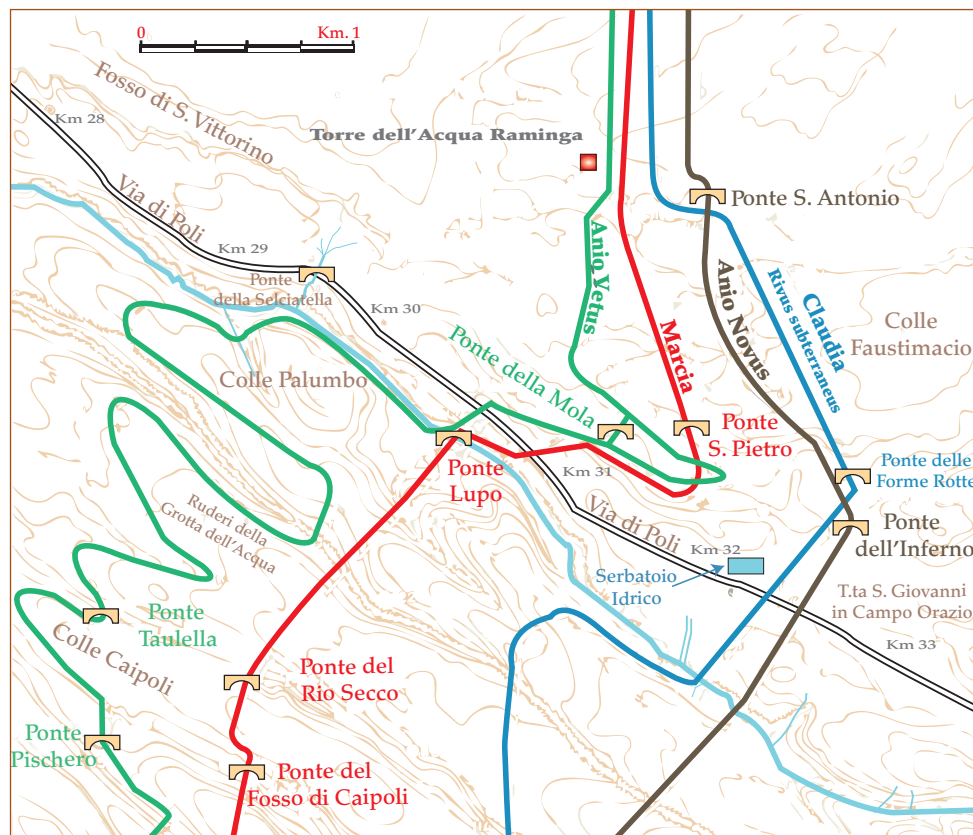 0 Km. 1
Fosso di S. Vittorino
Km 28
Torre dell'Acqua Raminga
Via di Poli
Ponte S. Antonio
Km 29
Anio Vetus
Anio Novus
Claudia
Rivus subterraneus
Ponte
della Selciatella
Km 30
Colle
Faustimacio
Marcia
Ponte della Mola
Colle Palumbo
Ponte
S. Pietro
Ponte
Lupo
Km 31
Ponte delle
Forme Rotte
Ruderi della
Grotta dell'Acqua
Via di Poli
Ponte
dell'Inferno
Km 32
Serbatoio
Idrico
T.ta S. Giovanni
in Campo Orazio
Ponte
Taulella
Colle Caipoli
Km 33
Ponte del
Rio Secco
Ponte
Pischero
Ponte del
Fosso di Caipoli